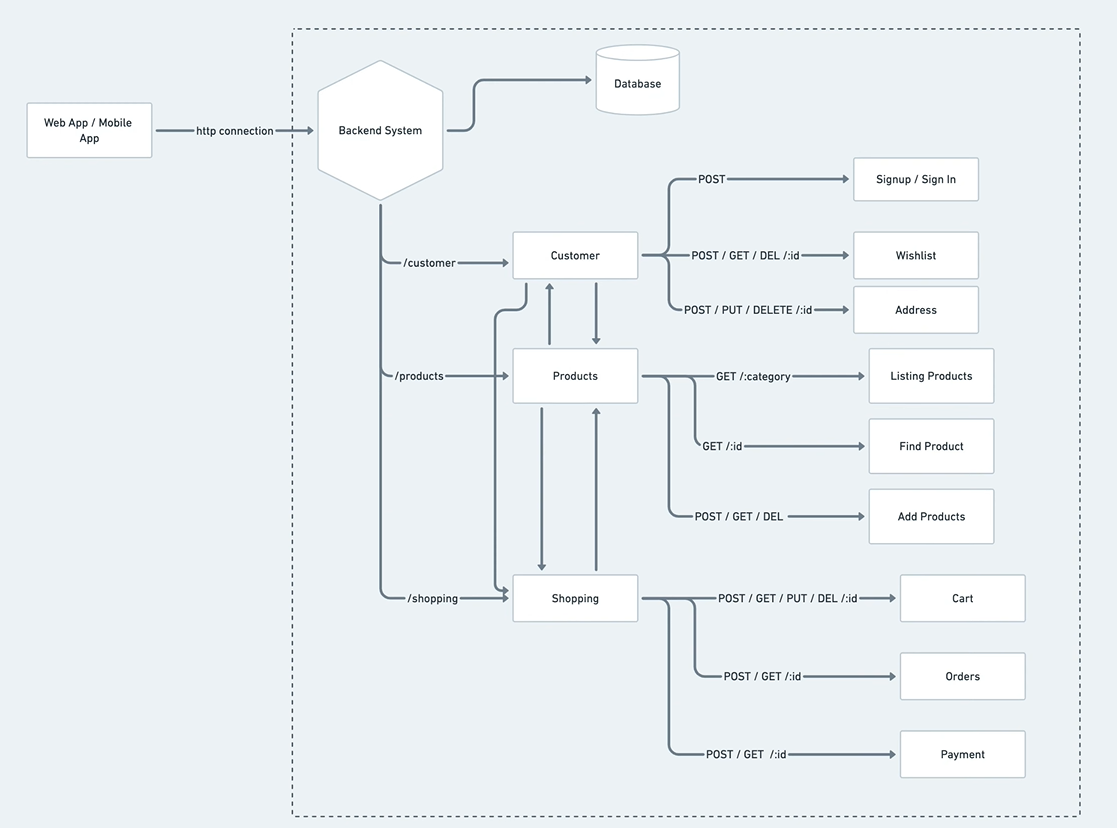 Database
Web App / Mobile
App
http connection
Backend System
POST
Signup / Sign In
/customer
Customer
POST / GET / DEL /:id
Wishlist
POST / PUT / DELETE /:id
Address
/products
Products
GET /:category
Listing Products
GET /:id
Find Product
POST / GET / DEL
Add Products
/shopping
Shopping
POST / GET / PUT / DEL /:id
Cart
POST / GET /:id
Orders
POST / GET /:id
Payment